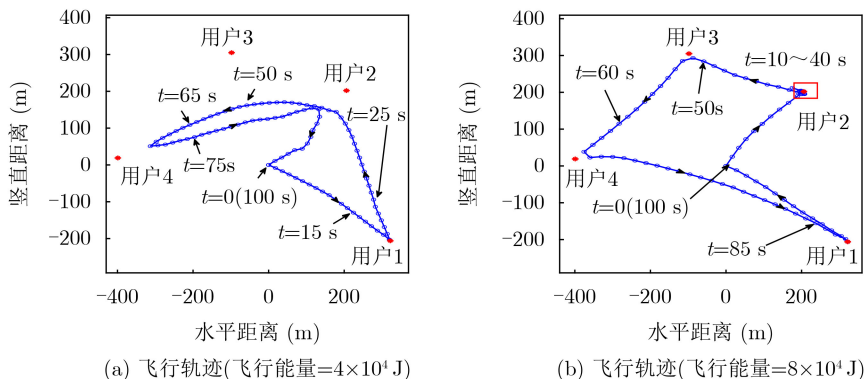 400
300
200
100
0
−100
−200
竖直距离 (m)
用户3
t=50 s
用户2
t=65 s
t=25 s
t=75s
用户4
t=0(100 s)
t=15 s
用户1
−400
−200
0
200
水平距离 (m)
(a) 飞行轨迹(飞行能量=4×10⁴ J)
400
300
200
100
0
−100
−200
竖直距离 (m)
用户3
t=10～40 s
t=60 s
t=50s
用户2
用户4
t=0(100 s)
t=85 s
用户1
−400
−200
0
200
水平距离 (m)
(b) 飞行轨迹(飞行能量=8×10⁴ J)